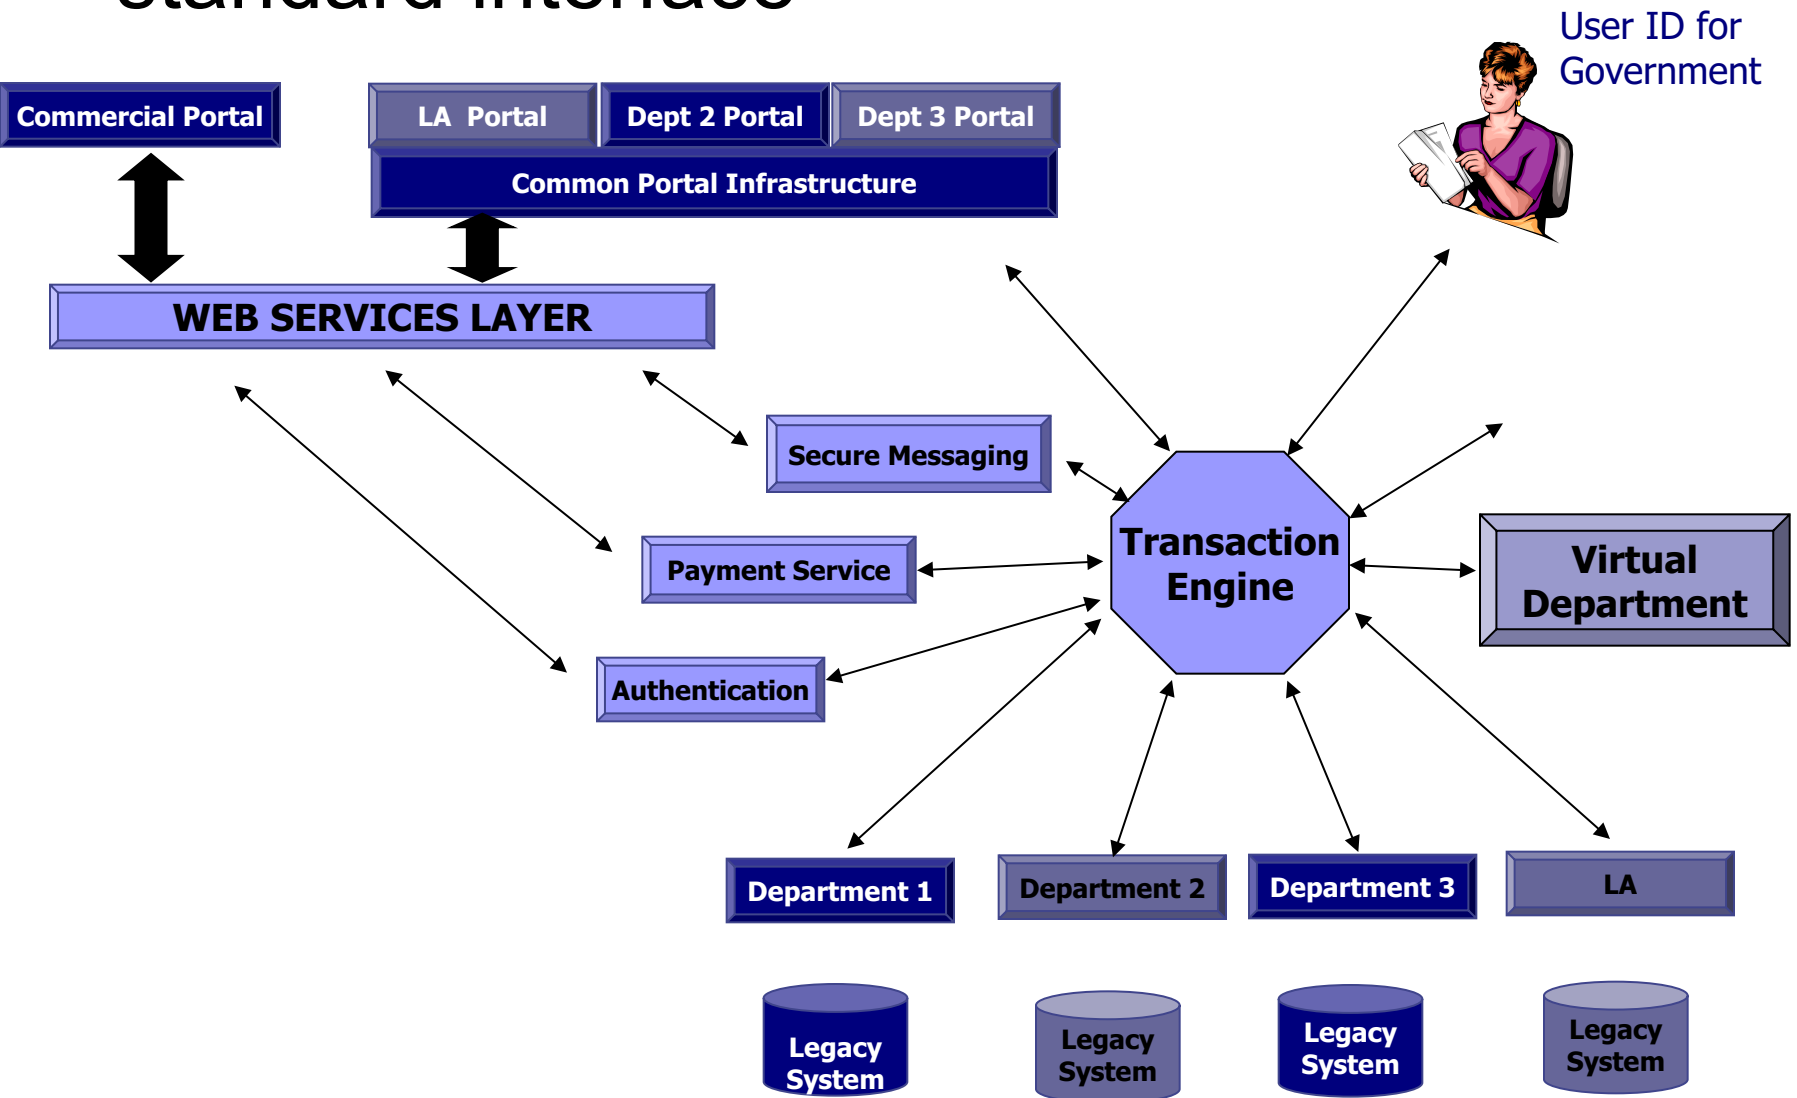 standard interface
User ID for
Government
Commercial Portal
LA Portal
Dept 2 Portal
Dept 3 Portal
Common Portal Infrastructure
WEB SERVICES LAYER
Secure Messaging
Transaction
Engine
Payment Service
Virtual
Department
Authentication
Department 1
Department 2
Department 3
LA
Legacy
System
Legacy
System
Legacy
System
Legacy
System